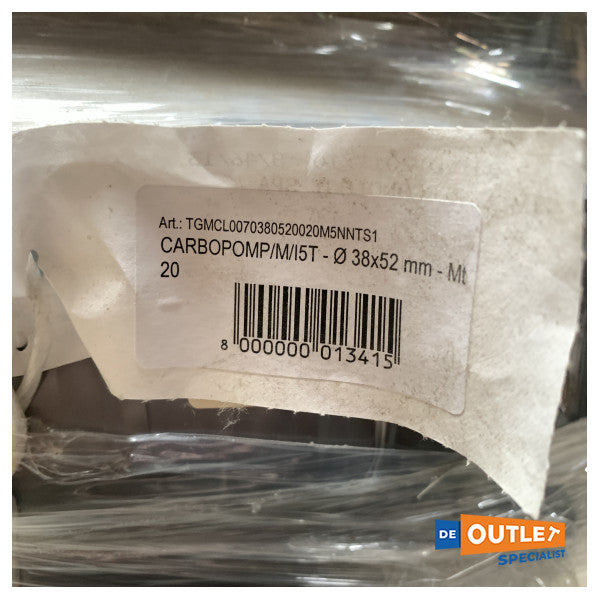 Art.: TGMCL0070380520020M5NNTS1
CARBOPOMP/M/I5T - Ø 38x52 mm - Mt
20
8 000000 013415
DE OUTLET
SPECIALIST